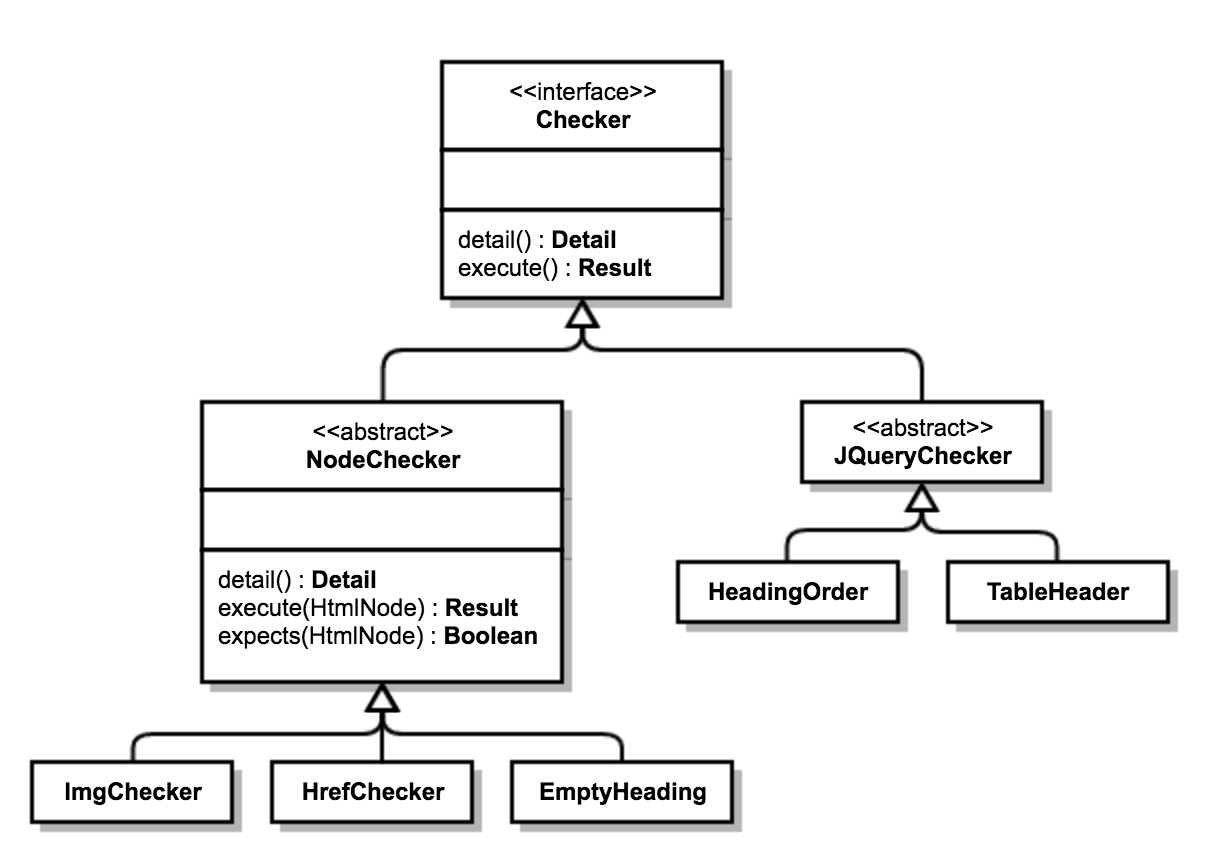 <<interface>>
Checker
detail() : Detail
execute() : Result
<<abstract>>
NodeChecker
detail() : Detail
execute(HtmlNode) : Result
expects(HtmlNode) : Boolean
<<abstract>>
JQueryChecker
HeadingOrder
TableHeader
ImgChecker
HrefChecker
EmptyHeading